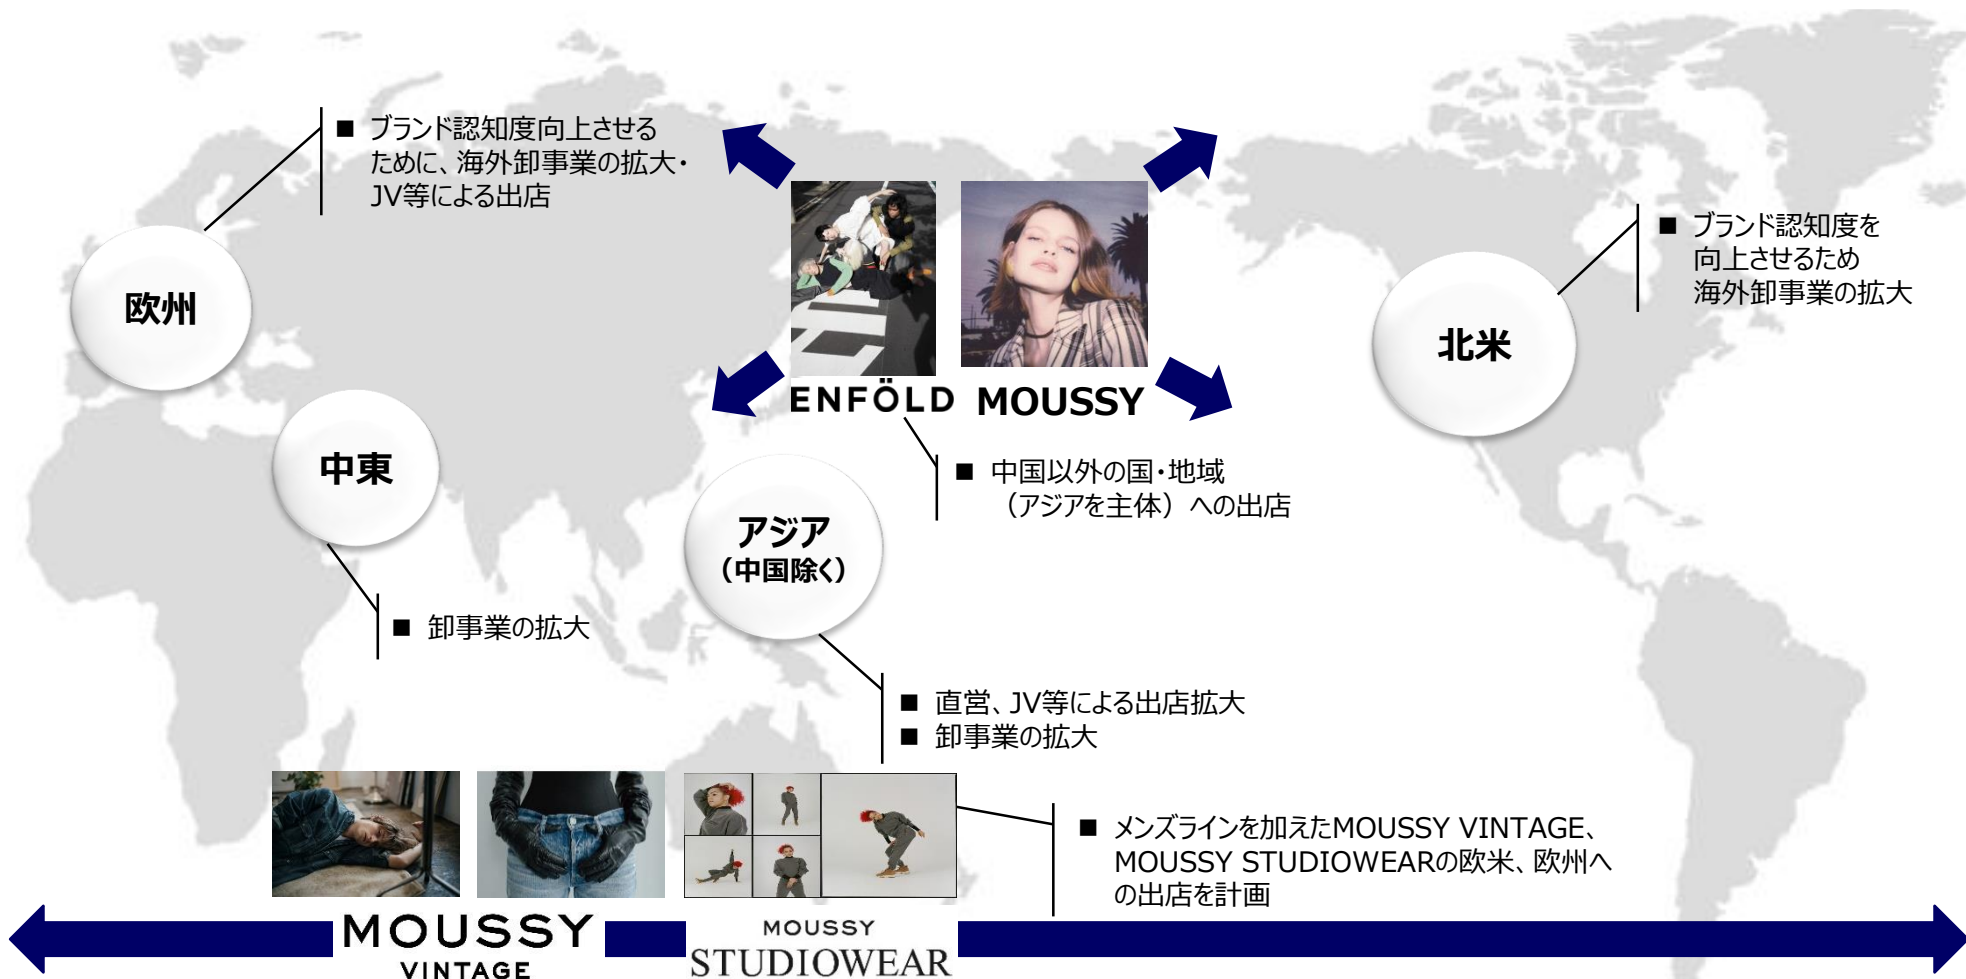 ■ ブランド認知度向上させる
ために、海外卸事業の拡大・
JV等による出店
欧州
中東
■ 卸事業の拡大
ENFÖLD
MOUSSY
■ 中国以外の国・地域
（アジアを主体）への出店
アジア
（中国除く）
■ 直営、JV等による出店拡大
■ 卸事業の拡大
北米
■ ブランド認知度を
向上させるため
海外卸事業の拡大
■ メンズラインを加えたMOUSSY VINTAGE、
MOUSSY STUDIOWEARの欧米、欧州へ
の出店を計画
MOUSSY
VINTAGE
MOUSSY
STUDIOWEAR